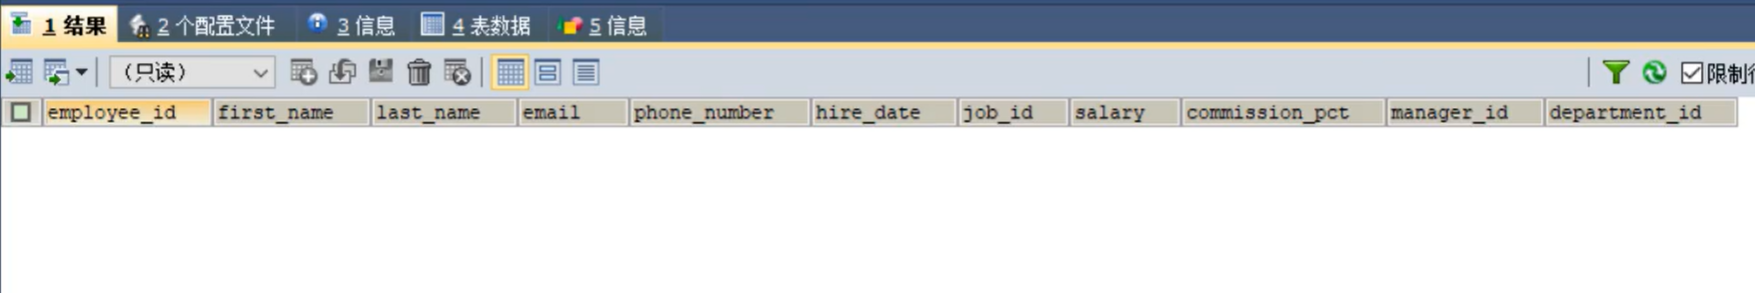 1 结果 2 个配置文件 3 信息 4 表数据 5 信息
（只读） 限制
employee_id first_name last_name email phone_number hire_date job_id salary commission_pct manager_id department_id